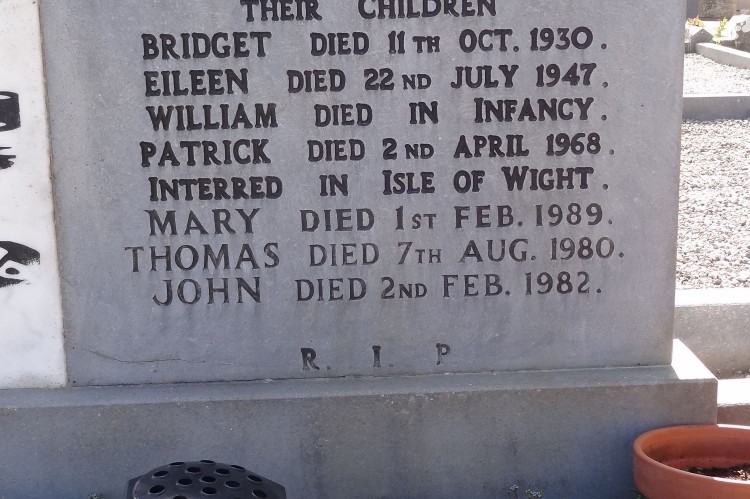 THEIR CHILDREN
BRIDGET DIED 11TH OCT. 1930.
EILEEN DIED 22ND JULY 1947.
WILLIAM DIED IN INFANCY.
PATRICK DIED 2ND APRIL 1968.
INTERRED IN ISLE OF WIGHT.
MARY DIED 1ST FEB. 1989.
THOMAS DIED 7TH AUG. 1980.
JOHN DIED 2ND FEB. 1982.
R. I. P